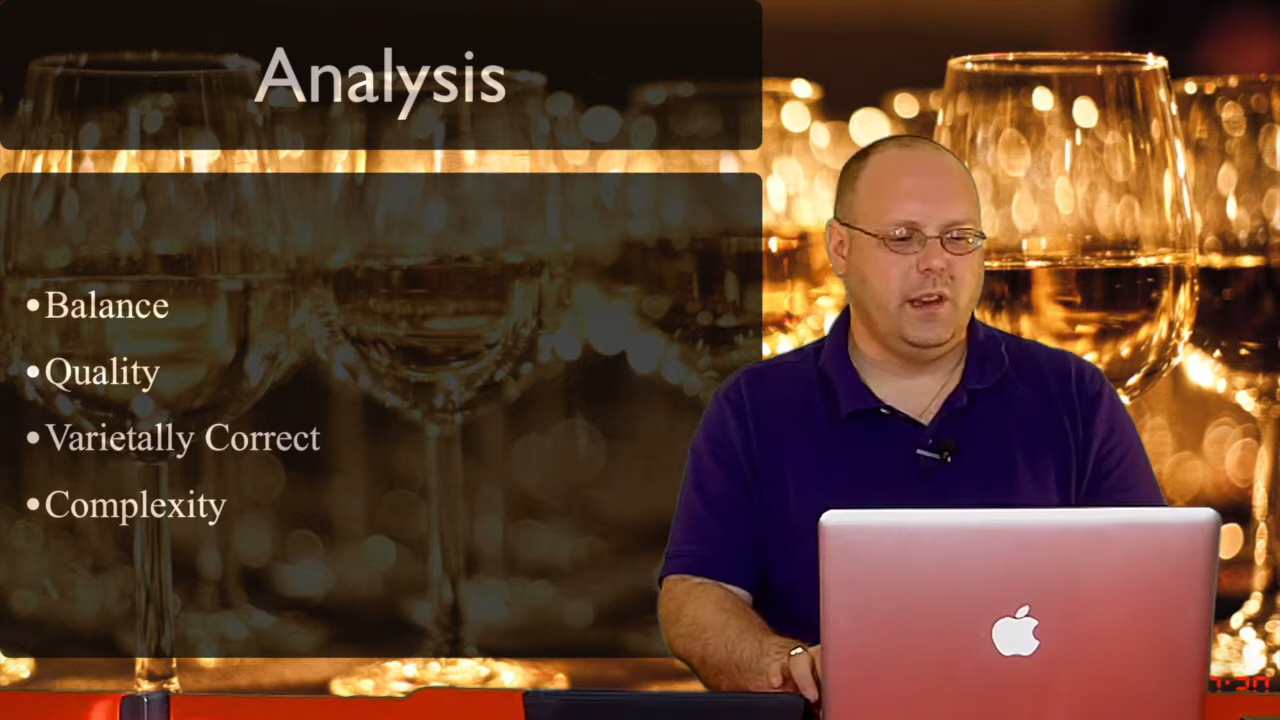 Analysis
•Balance
•Quality
•Varietally Correct
•Complexity